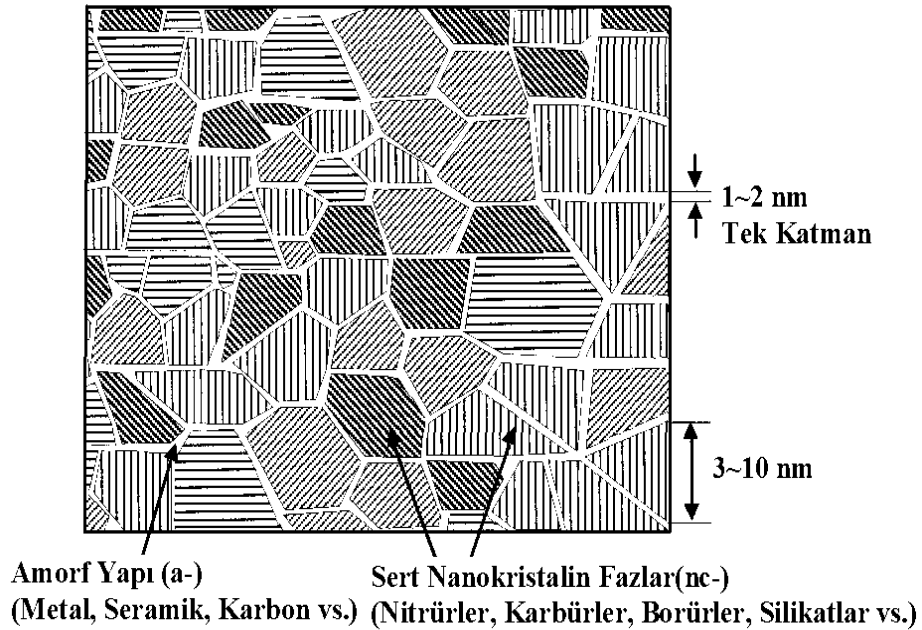 1~2 nm
Tek Katman
3~10 nm
Amorf Yapı (a-)
(Metal, Seramik, Karbon vs.)
Sert Nanokristalin Fazlar(nc-)
(Nitrürler, Karbürler, Borürler, Silikatlar vs.)